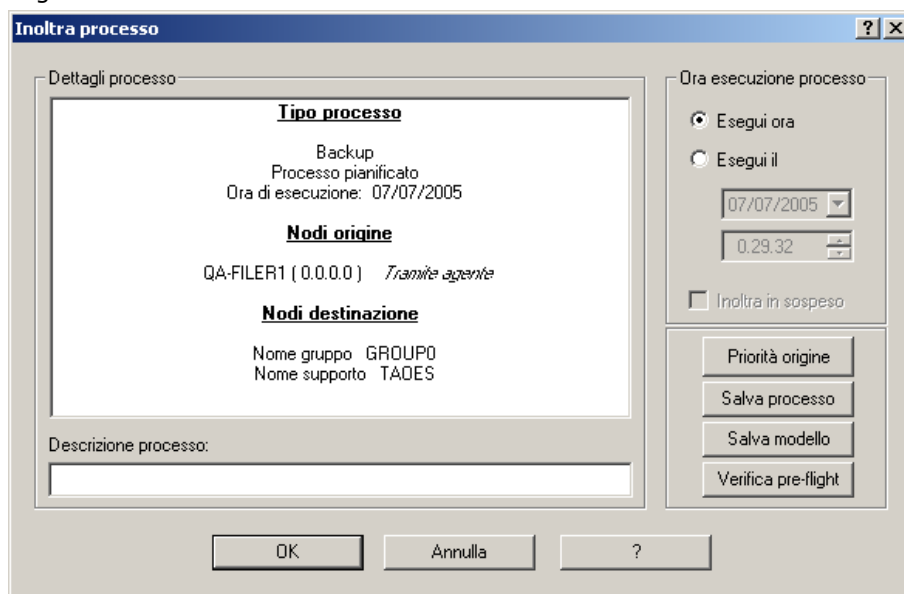 Inoltra processo
Dettagli processo
Tipo processo
Backup
Processo pianificato
Ora di esecuzione: 07/07/2005
Nodi origine
QA-FILER1 ( 0.0.0.0 ) Tramite agente
Nodi destinazione
Nome gruppo GROUP0
Nome supporto TAOES
Descrizione processo:
Ora esecuzione processo
Esegui ora
Esegui il
07/07/2005
0.29.32
Inoltra in sospeso
Priorità origine
Salva processo
Salva modello
Verifica pre-flight
OK
Annulla
?